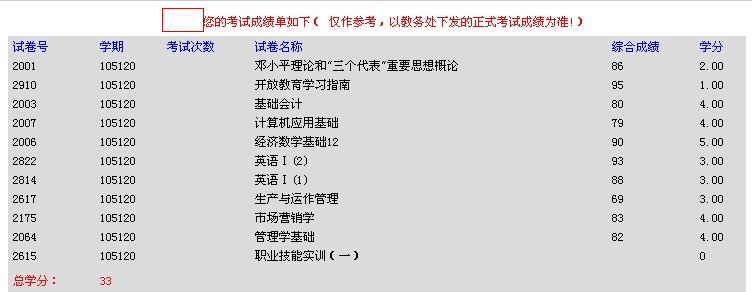 您的考试成绩单如下（ 仅作参考，以教务处下发的正式考试成绩为准!）
试卷号 学期 考试次数 试卷名称 综合成绩 学分
2001 105120 邓小平理论和“三个代表”重要思想概论 86 2.00
2910 105120 开放教育学习指南 95 1.00
2003 105120 基础会计 80 4.00
2007 105120 计算机应用基础 79 4.00
2006 105120 经济数学基础12 90 5.00
2822 105120 英语Ⅰ(2) 93 3.00
2814 105120 英语Ⅰ(1) 88 3.00
2617 105120 生产与运作管理 69 3.00
2175 105120 市场营销学 83 4.00
2064 105120 管理学基础 82 4.00
2615 105120 职业技能实训（一） 0
总学分： 33